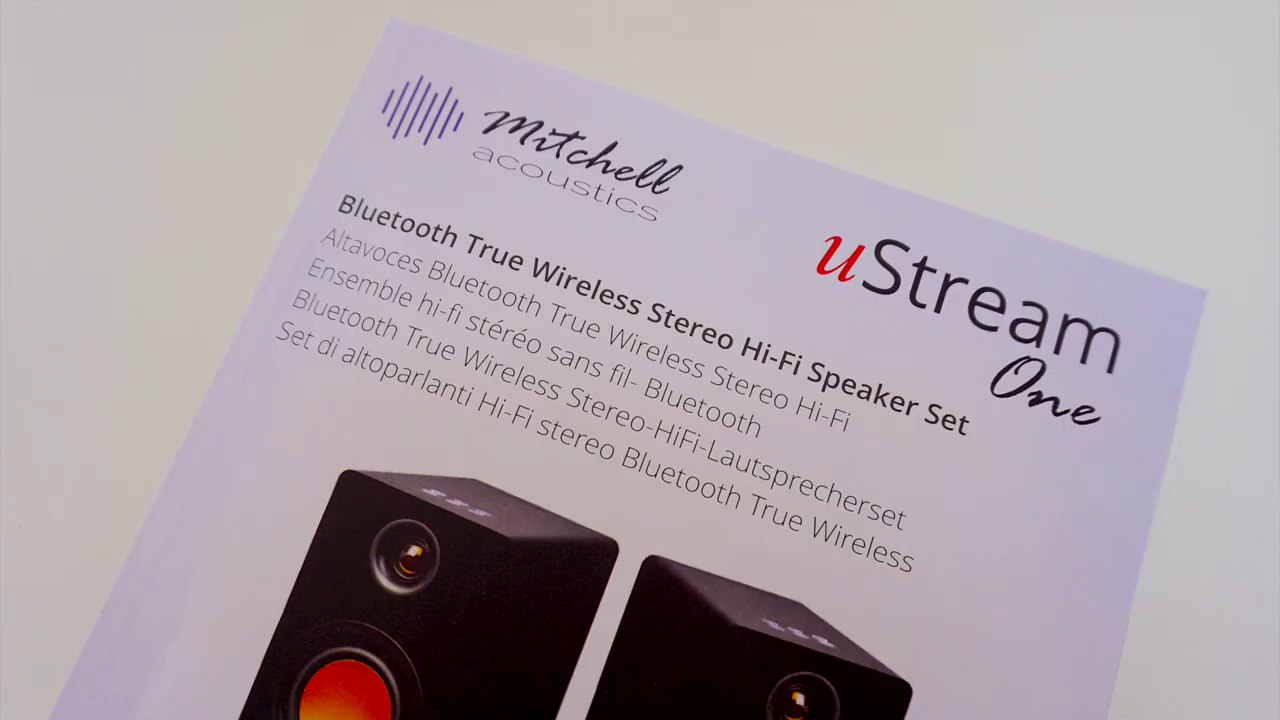 Mitchell
acoustics
uStream
One
Bluetooth True Wireless Stereo Hi-Fi Speaker Set
Altavoces Bluetooth True Wireless Stereo Hi-Fi
Ensemble hi-fi stéréo sans fil- Bluetooth
Bluetooth True Wireless Stereo-HiFi-Lautsprecherset
Set di altoparlanti Hi-Fi stereo Bluetooth True Wireless